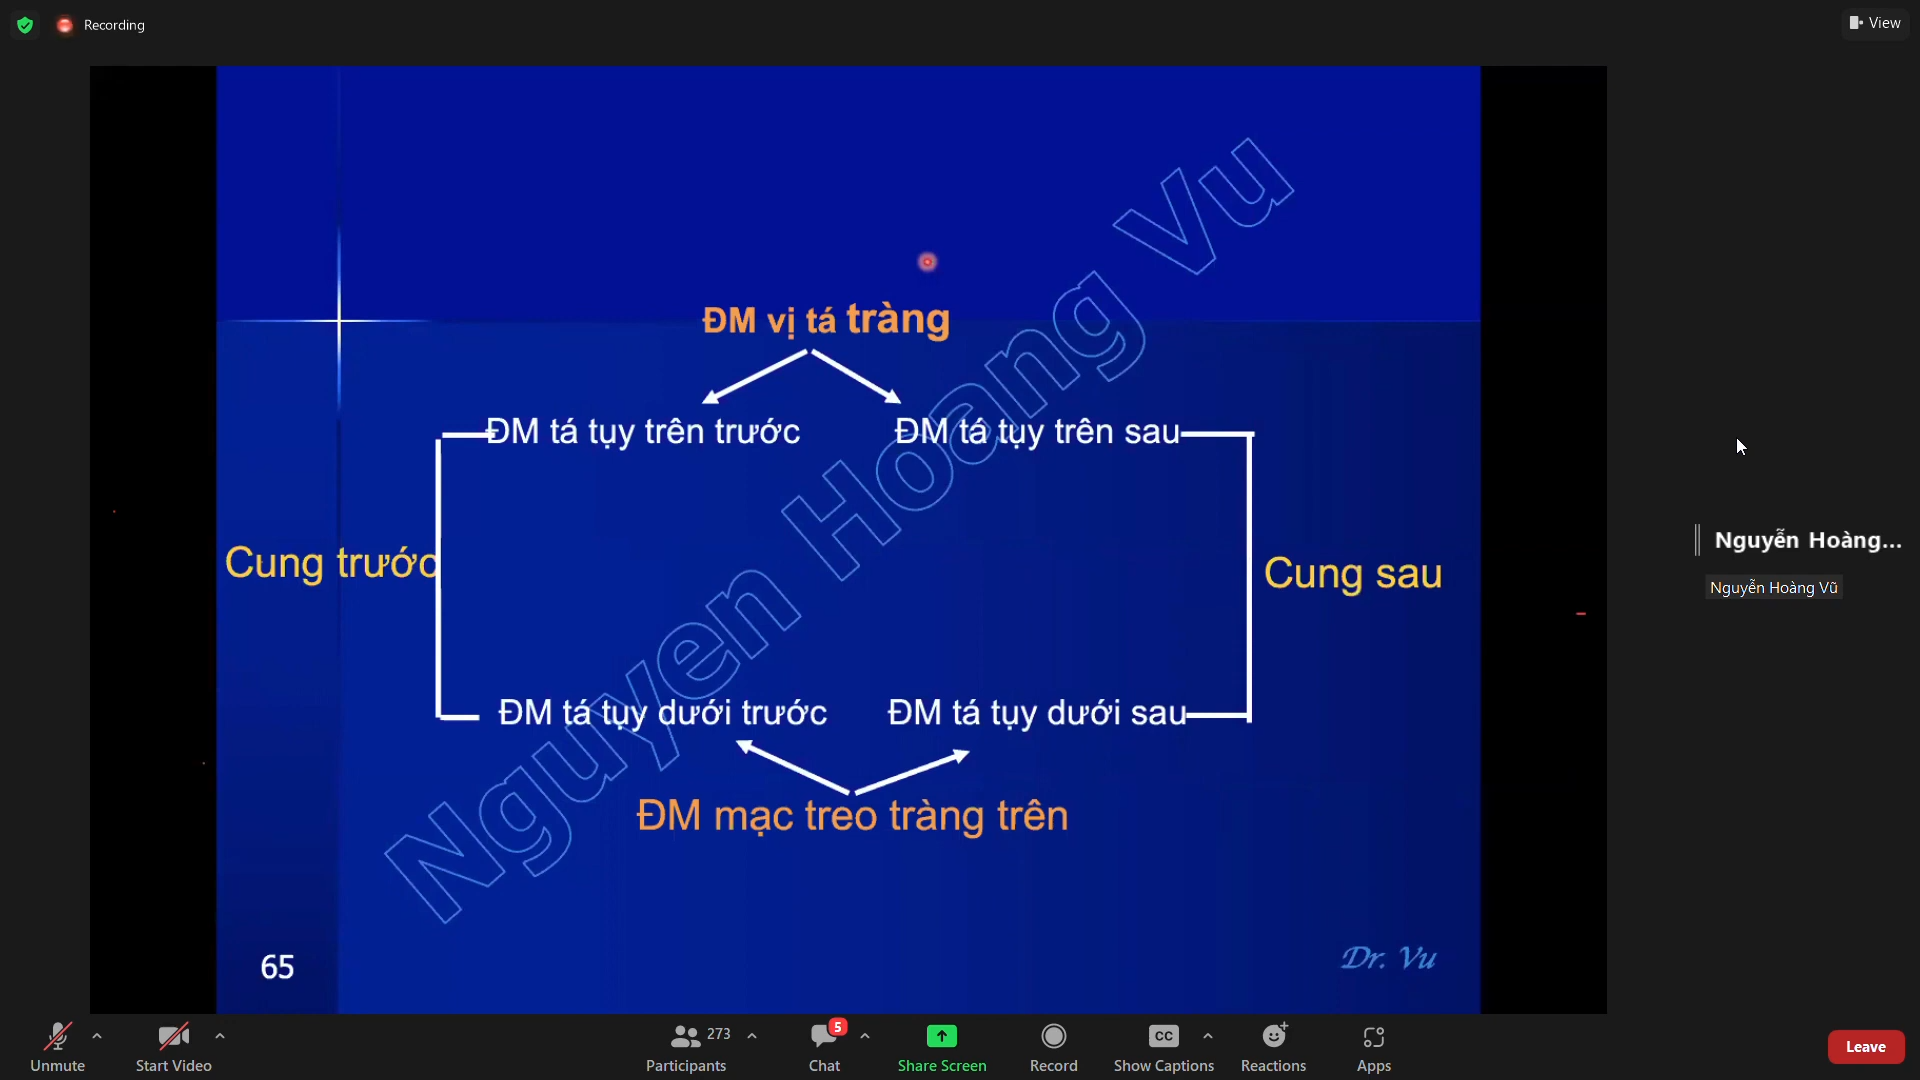 Recording
View
ĐM vị tá tràng
ĐM tá tụy trên trước
ĐM tá tụy trên sau
Cung trước
Cung sau
ĐM tá tụy dưới trước
ĐM tá tụy dưới sau
ĐM mạc treo tràng trên
Nguyen Hoang Vu
65
Dr. Vu
Nguyễn Hoàng...
Nguyễn Hoàng Vũ
Unmute
Start Video
273
Participants
5
Chat
Share Screen
Record
CC
Show Captions
Reactions
Apps
Leave